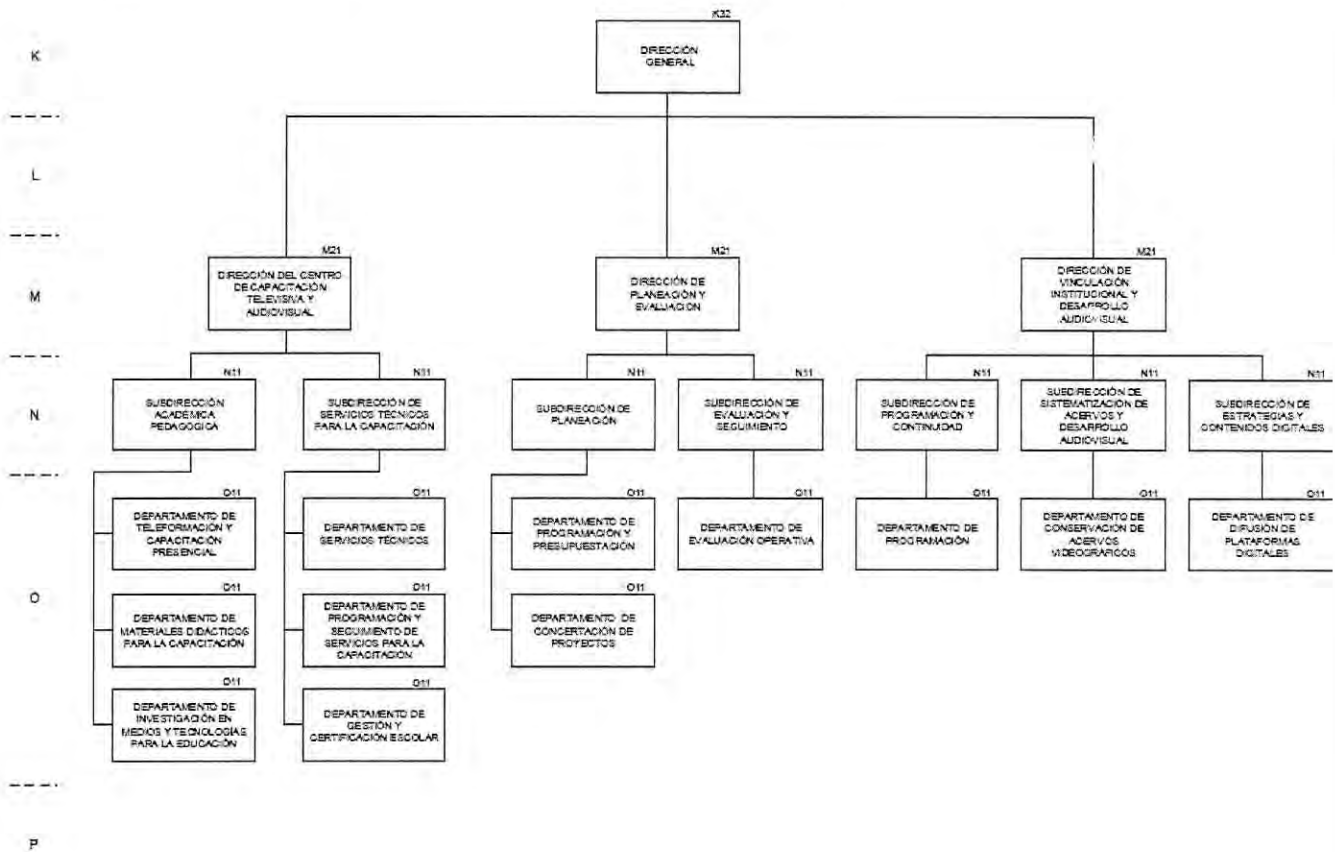 K32
K
DIRECCIÓN
GENERAL
L
M21
M21
M21
M
DIRECCIÓN DEL CENTRO
DE CAPACITACIÓN
TELEVISIVA Y
AUDIOVISUAL
DIRECCIÓN DE
PLANEACIÓN Y
EVALUACIÓN
DIRECCIÓN DE
VINCULACIÓN
INSTITUCIONAL Y
DESARROLLO
AUDIOVISUAL
N11
N11
N11
N11
N11
N11
N11
N
SUBDIRECCIÓN
ACADÉMICA
PEDAGÓGICA
SUBDIRECCIÓN DE
SERVICIOS TÉCNICOS
PARA LA CAPACITACIÓN
SUBDIRECCIÓN DE
PLANEACIÓN
SUBDIRECCIÓN DE
EVALUACIÓN Y
SEGUIMIENTO
SUBDIRECCIÓN DE
PROGRAMACIÓN Y
CONTINUIDAD
SUBDIRECCIÓN DE
SISTEMATIZACION DE
ACERVOS Y
DESARROLLO
AUDIOVISUAL
SUBDIRECCIÓN DE
ESTRATEGIAS Y
CONTENIDOS DIGITALES
O11
O11
O11
O11
O11
O11
O11
DEPARTAMENTO DE
TELEFORMACIÓN Y
CAPACITACIÓN
PRESENCIAL
DEPARTAMENTO DE
SERVICIOS TÉCNICOS
DEPARTAMENTO DE
PROGRAMACIÓN Y
PRESUPUESTACIÓN
DEPARTAMENTO DE
EVALUACIÓN OPERATIVA
DEPARTAMENTO DE
PROGRAMACIÓN
DEPARTAMENTO DE
CONSERVACIÓN DE
ACERVOS
VIDEOGRAFICOS
DEPARTAMENTO DE
DIFUSIÓN DE
PLATAFORMAS
DIGITALES
O
O11
O11
O11
DEPARTAMENTO DE
MATERIALES DIDÁCTICOS
PARA LA CAPACITACIÓN
DEPARTAMENTO DE
PROGRAMACIÓN Y
SEGUIMIENTO DE
SERVICIOS PARA LA
CAPACITACIÓN
DEPARTAMENTO DE
CONCERTACIÓN DE
PROYECTOS
O11
O11
DEPARTAMENTO DE
INVESTIGACIÓN EN
MEDIOS Y TECNOLOGÍAS
PARA LA EDUCACIÓN
DEPARTAMENTO DE
GESTIÓN Y
CERTIFICACIÓN ESCOLAR
P